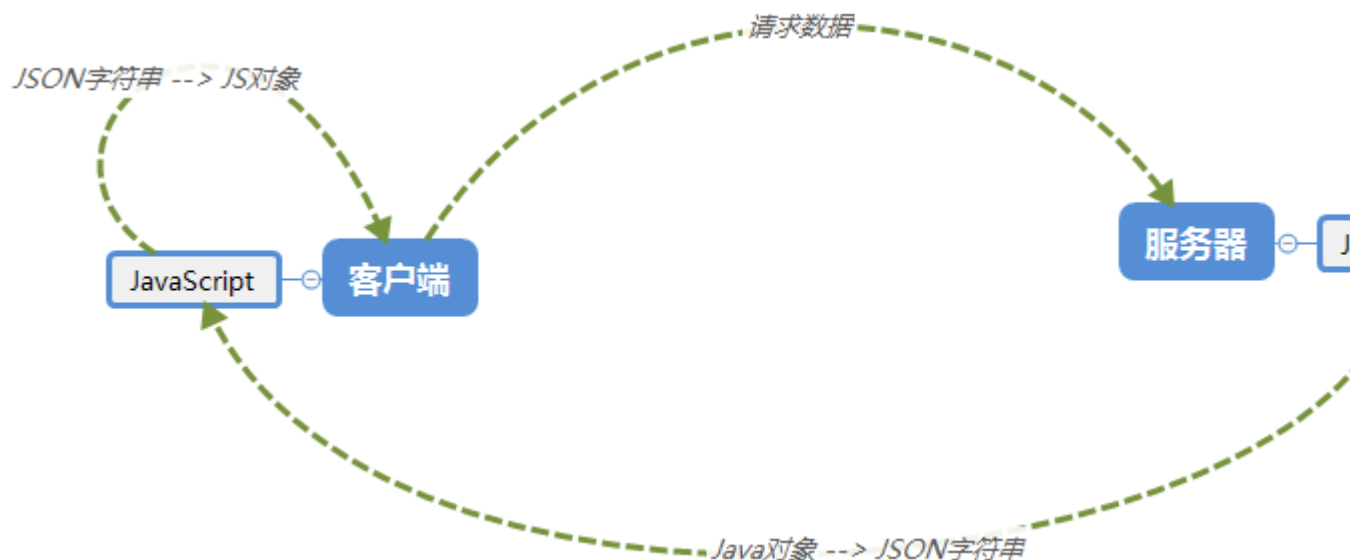 请求数据
JSON字符串 --> JS对象
服务器
J
JavaScript
客户端
Java对象 --> JSON字符串